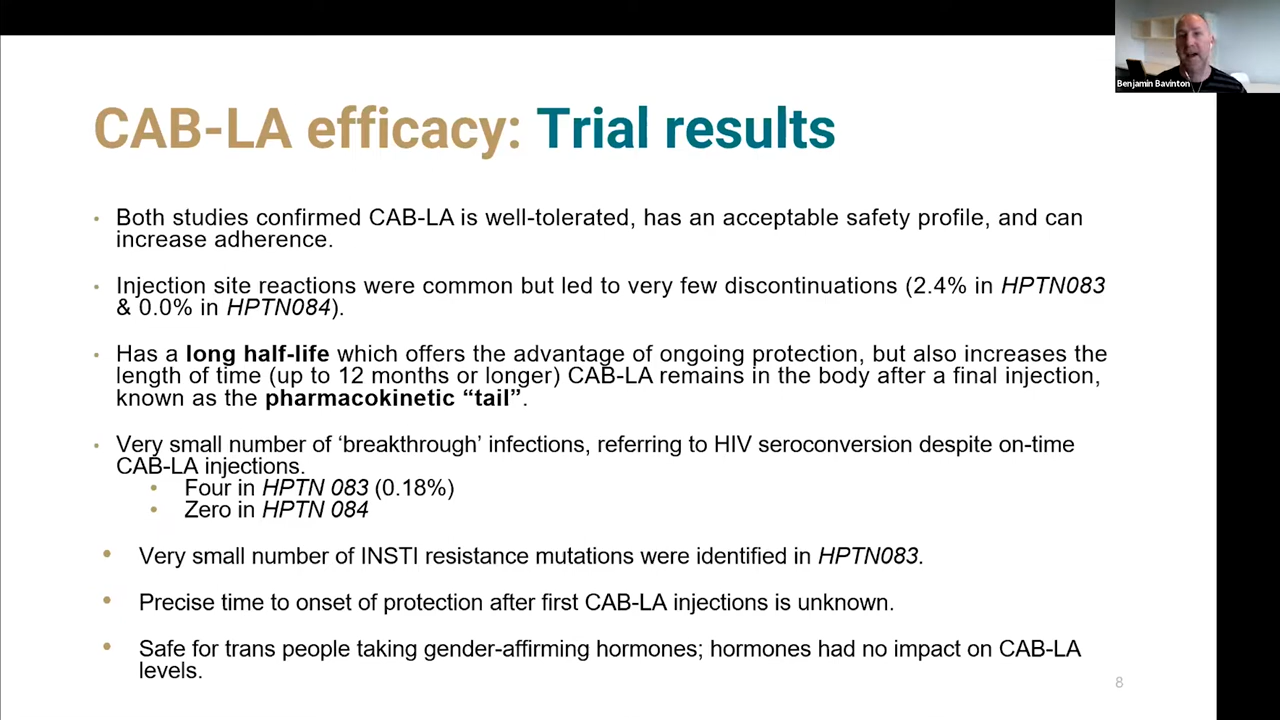 Benjamin Bavinton
CAB-LA efficacy: Trial results
• Both studies confirmed CAB-LA is well-tolerated, has an acceptable safety profile, and can
increase adherence.
• Injection site reactions were common but led to very few discontinuations (2.4% in HPTN083
& 0.0% in HPTN084).
• Has a long half-life which offers the advantage of ongoing protection, but also increases the
length of time (up to 12 months or longer) CAB-LA remains in the body after a final injection,
known as the pharmacokinetic “tail”.
• Very small number of ‘breakthrough’ infections, referring to HIV seroconversion despite on-time
CAB-LA injections.
• Four in HPTN 083 (0.18%)
• Zero in HPTN 084
• Very small number of INSTI resistance mutations were identified in HPTN083.
• Precise time to onset of protection after first CAB-LA injections is unknown.
• Safe for trans people taking gender-affirming hormones; hormones had no impact on CAB-LA
levels.
8